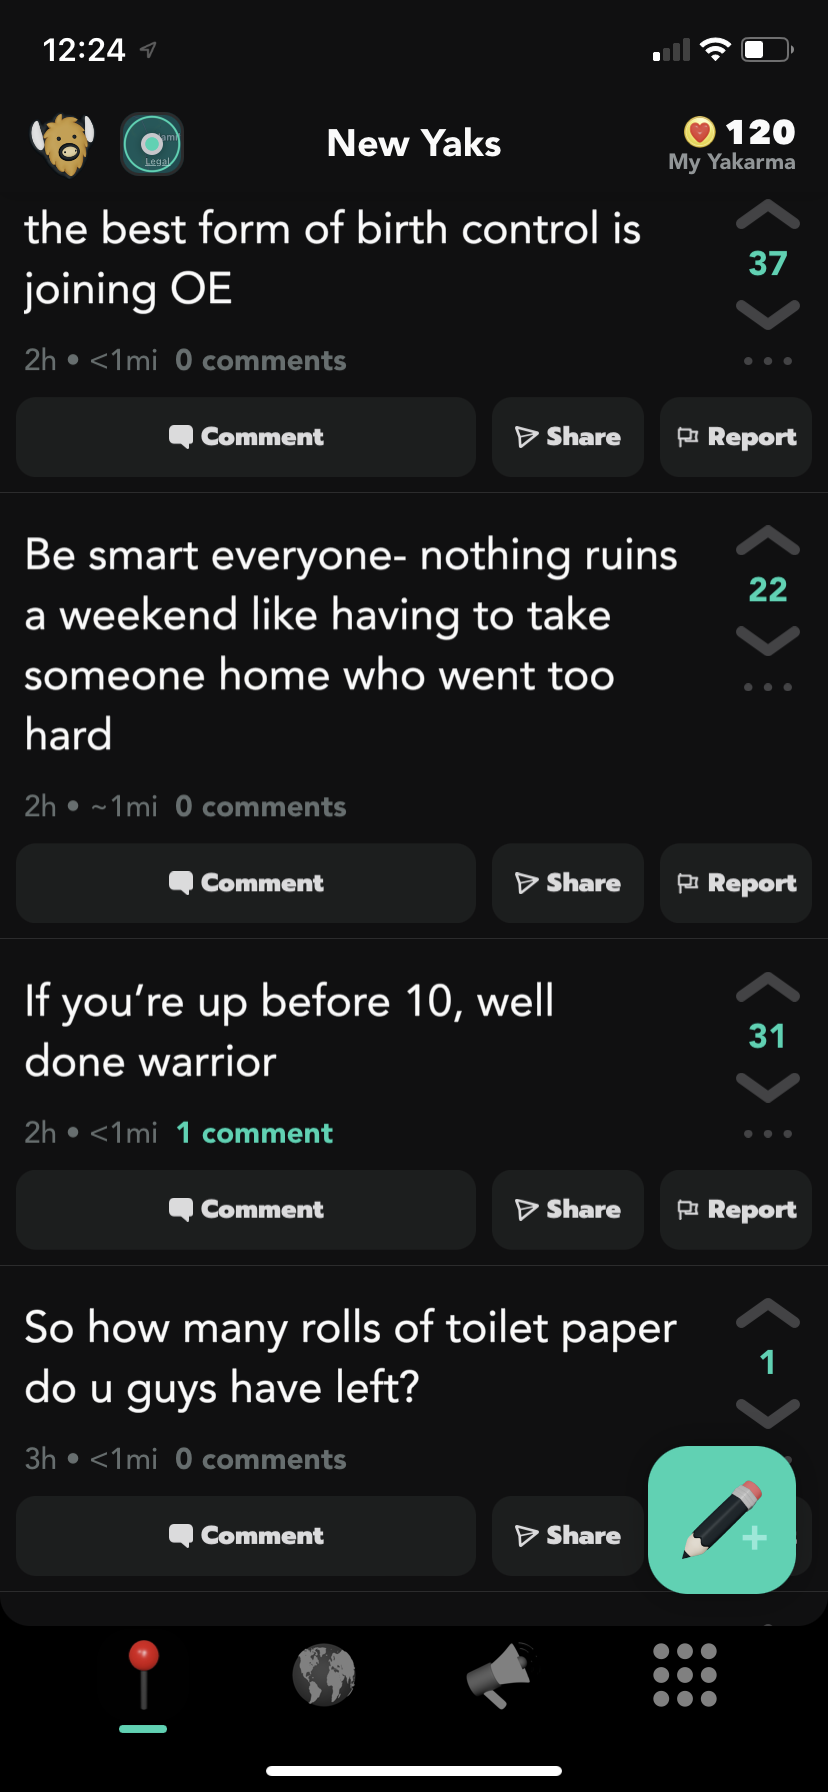 12:24
New Yaks
120
My Yakarma
Legal
the best form of birth control is
joining OE
37
2h • <1mi 0 comments
Comment
Share
Report
Be smart everyone- nothing ruins
a weekend like having to take
someone home who went too
hard
22
2h • ~1mi 0 comments
Comment
Share
Report
If you’re up before 10, well
done warrior
31
2h • <1mi 1 comment
Comment
Share
Report
So how many rolls of toilet paper
do u guys have left?
1
3h • <1mi 0 comments
Comment
Share